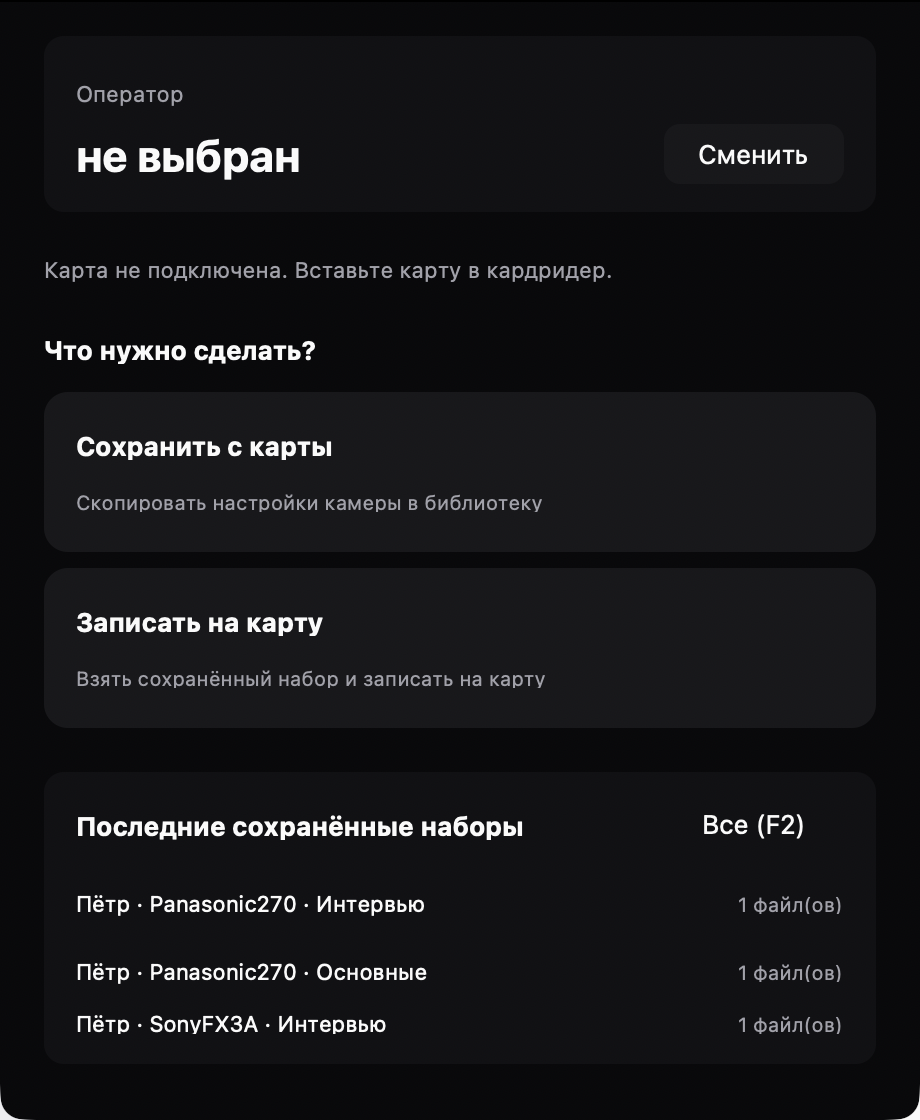 Оператор
не выбран
Сменить
Карта не подключена. Вставьте карту в кардридер.
Что нужно сделать?
Сохранить с карты
Скопировать настройки камеры в библиотеку
Записать на карту
Взять сохранённый набор и записать на карту
Последние сохранённые наборы Все (F2)
Пётр · Panasonic270 · Интервью 1 файл(ов)
Пётр · Panasonic270 · Основные 1 файл(ов)
Пётр · SonyFX3A · Интервью 1 файл(ов)